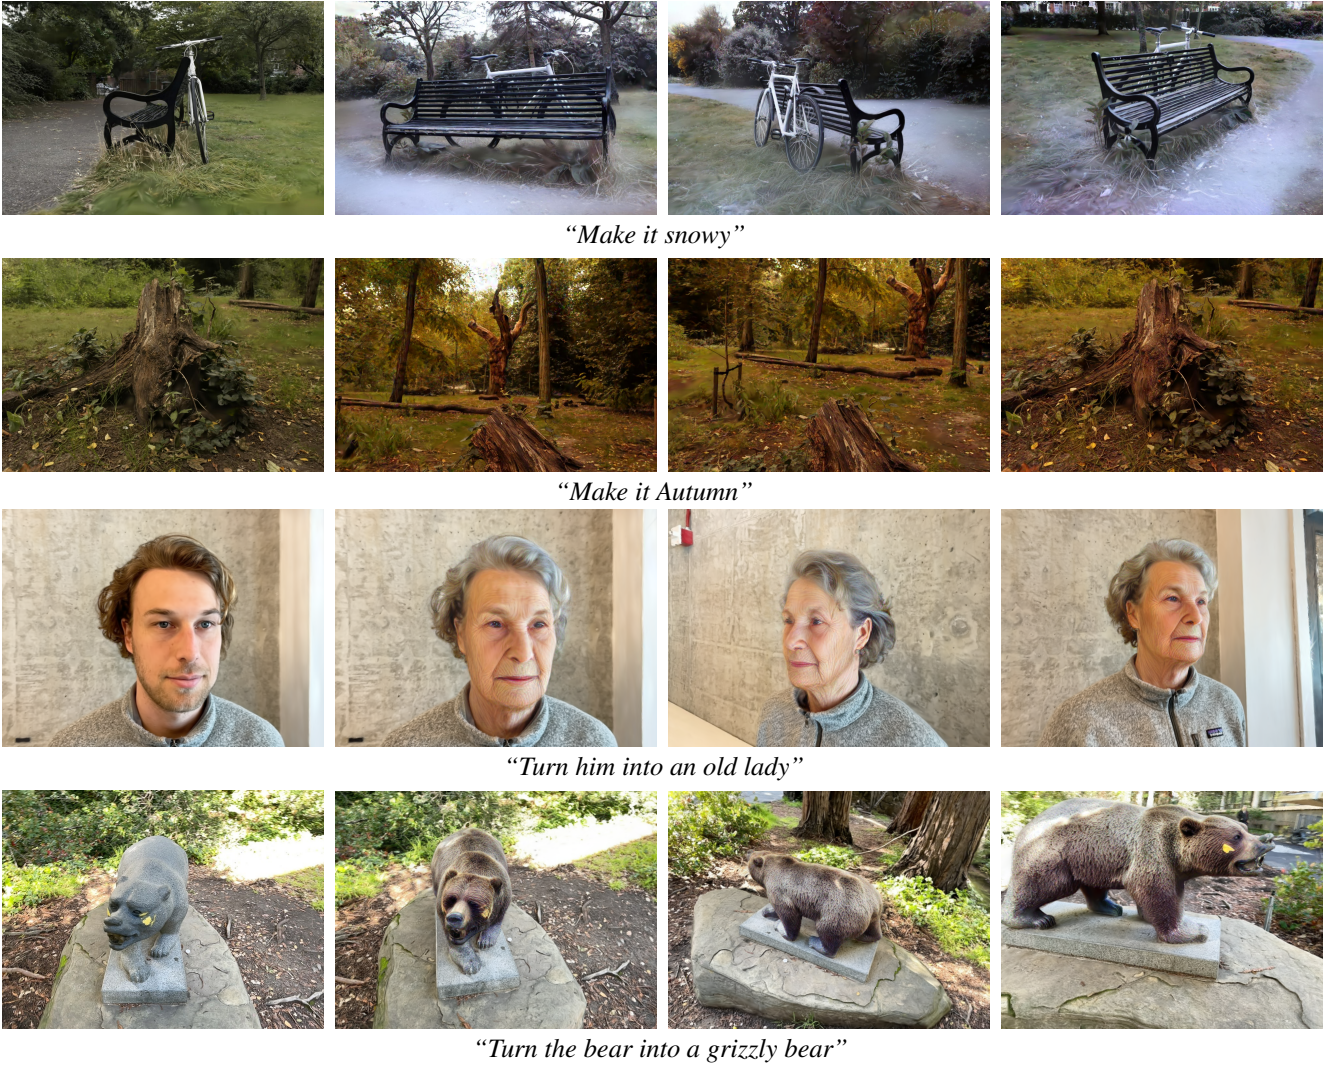 “Make it snowy”
“Make it Autumn”
“Turn him into an old lady”
“Turn the bear into a grizzly bear”